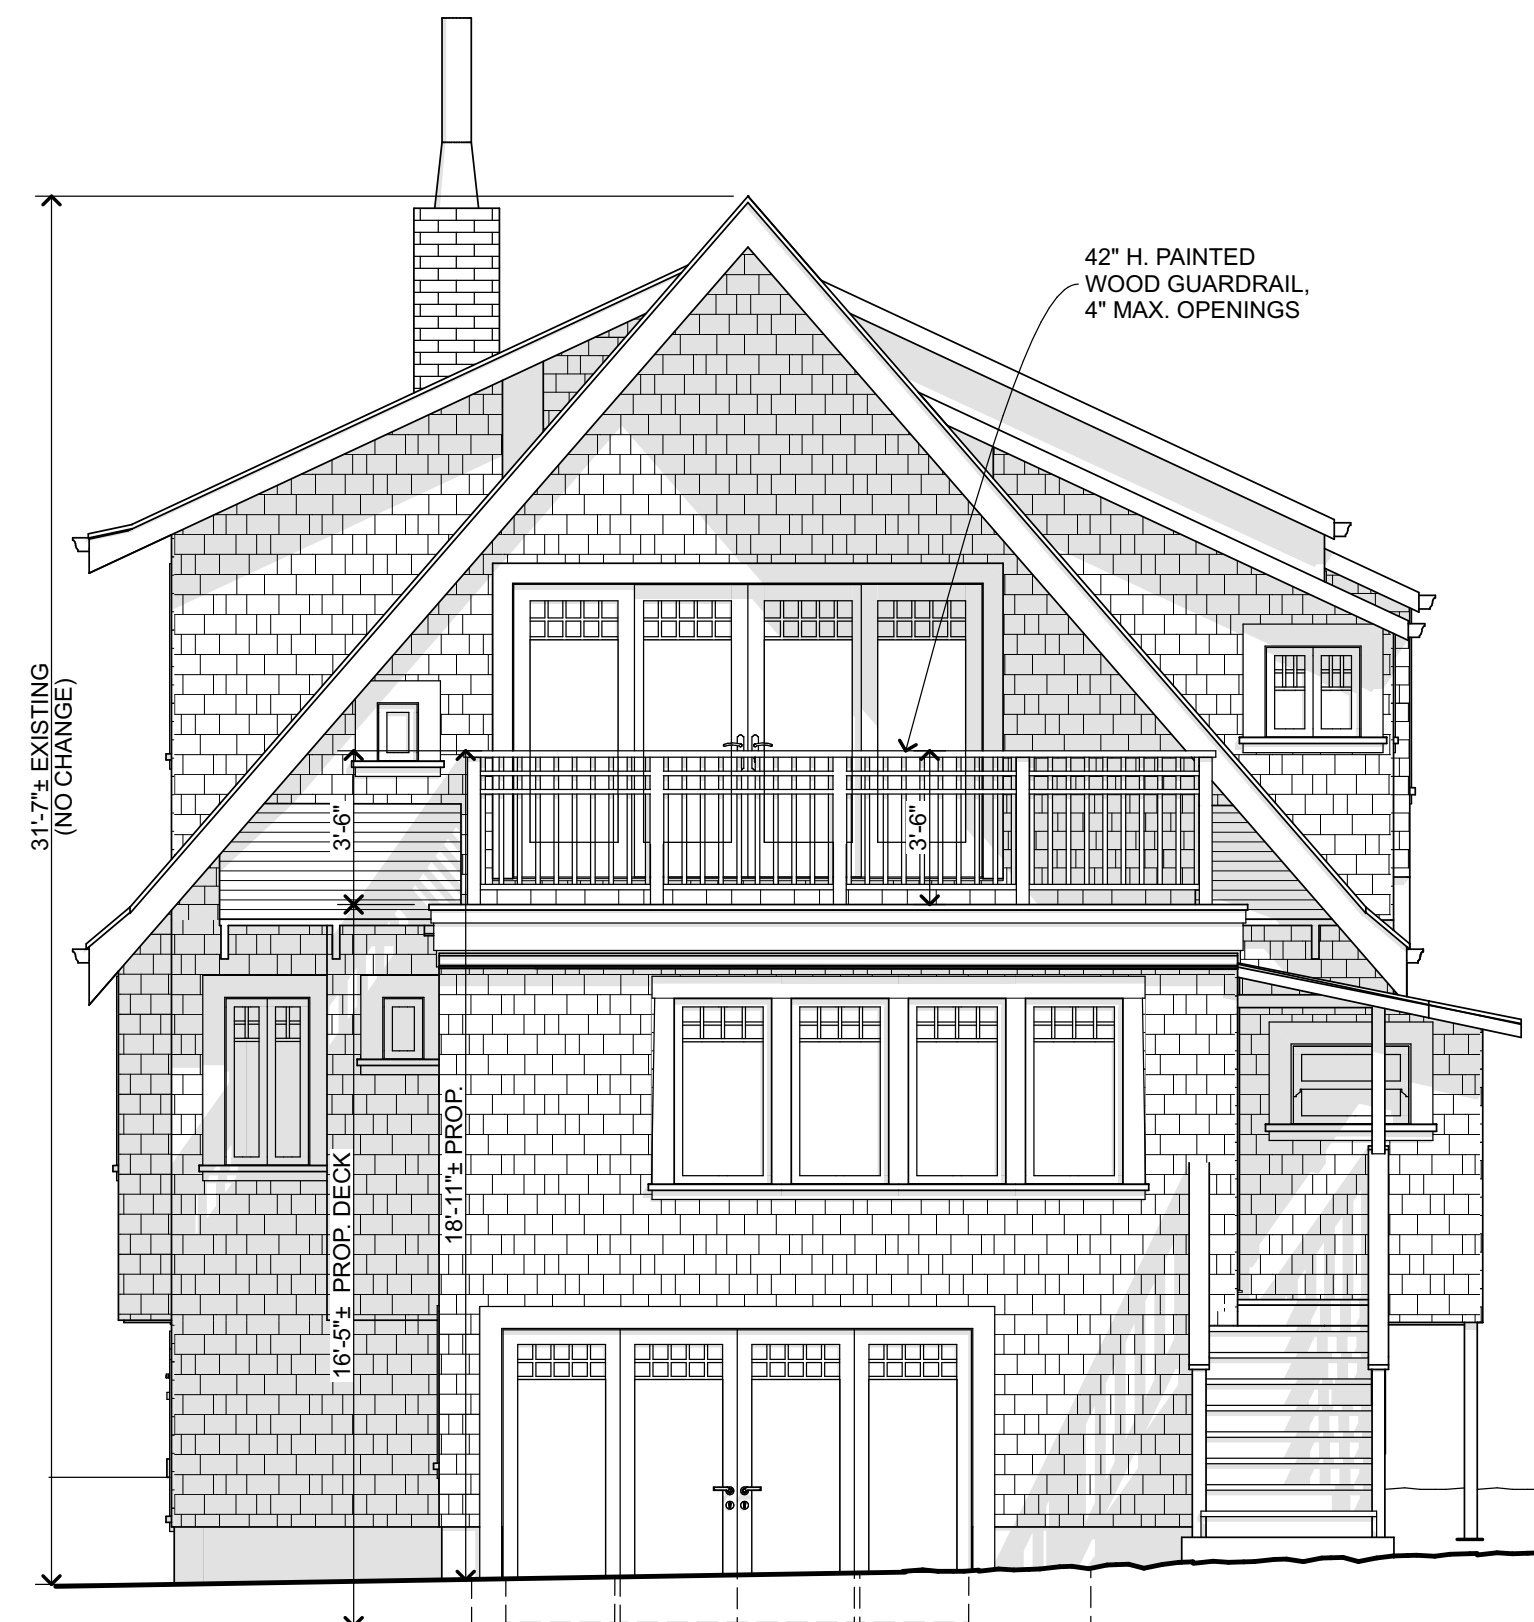 42" H. PAINTED
WOOD GUARDRAIL,
4" MAX. OPENINGS
31'-7"± EXISTING
(NO CHANGE)
3'-6"
3'-6"
18'-11"± PROP.
16'-5"± PROP. DECK